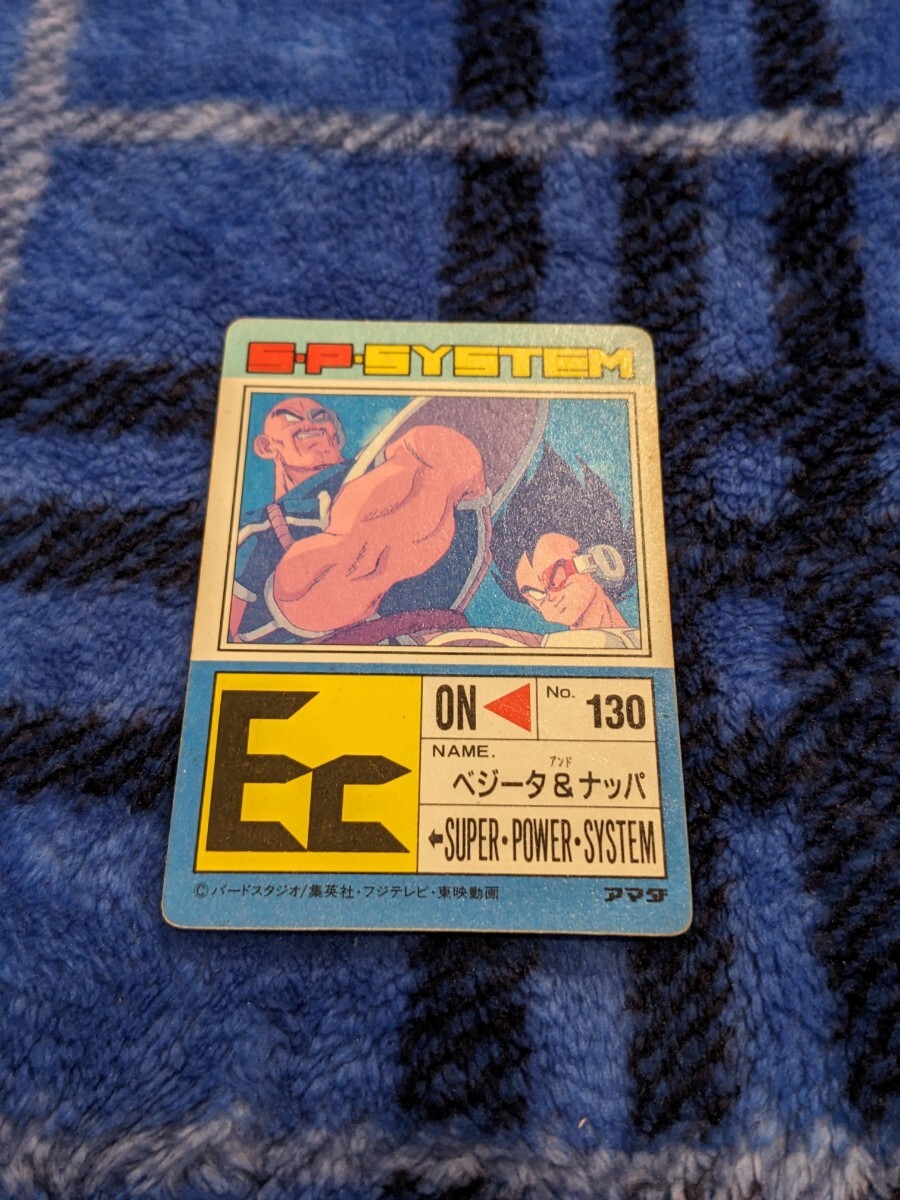 S・P・SYSTEM
Ec
ON
No. 130
NAME.
アンド
ベジータ&ナッパ
←SUPER・POWER・SYSTEM
©バードスタジオ/集英社・フジテレビ・東映動画
アマダ